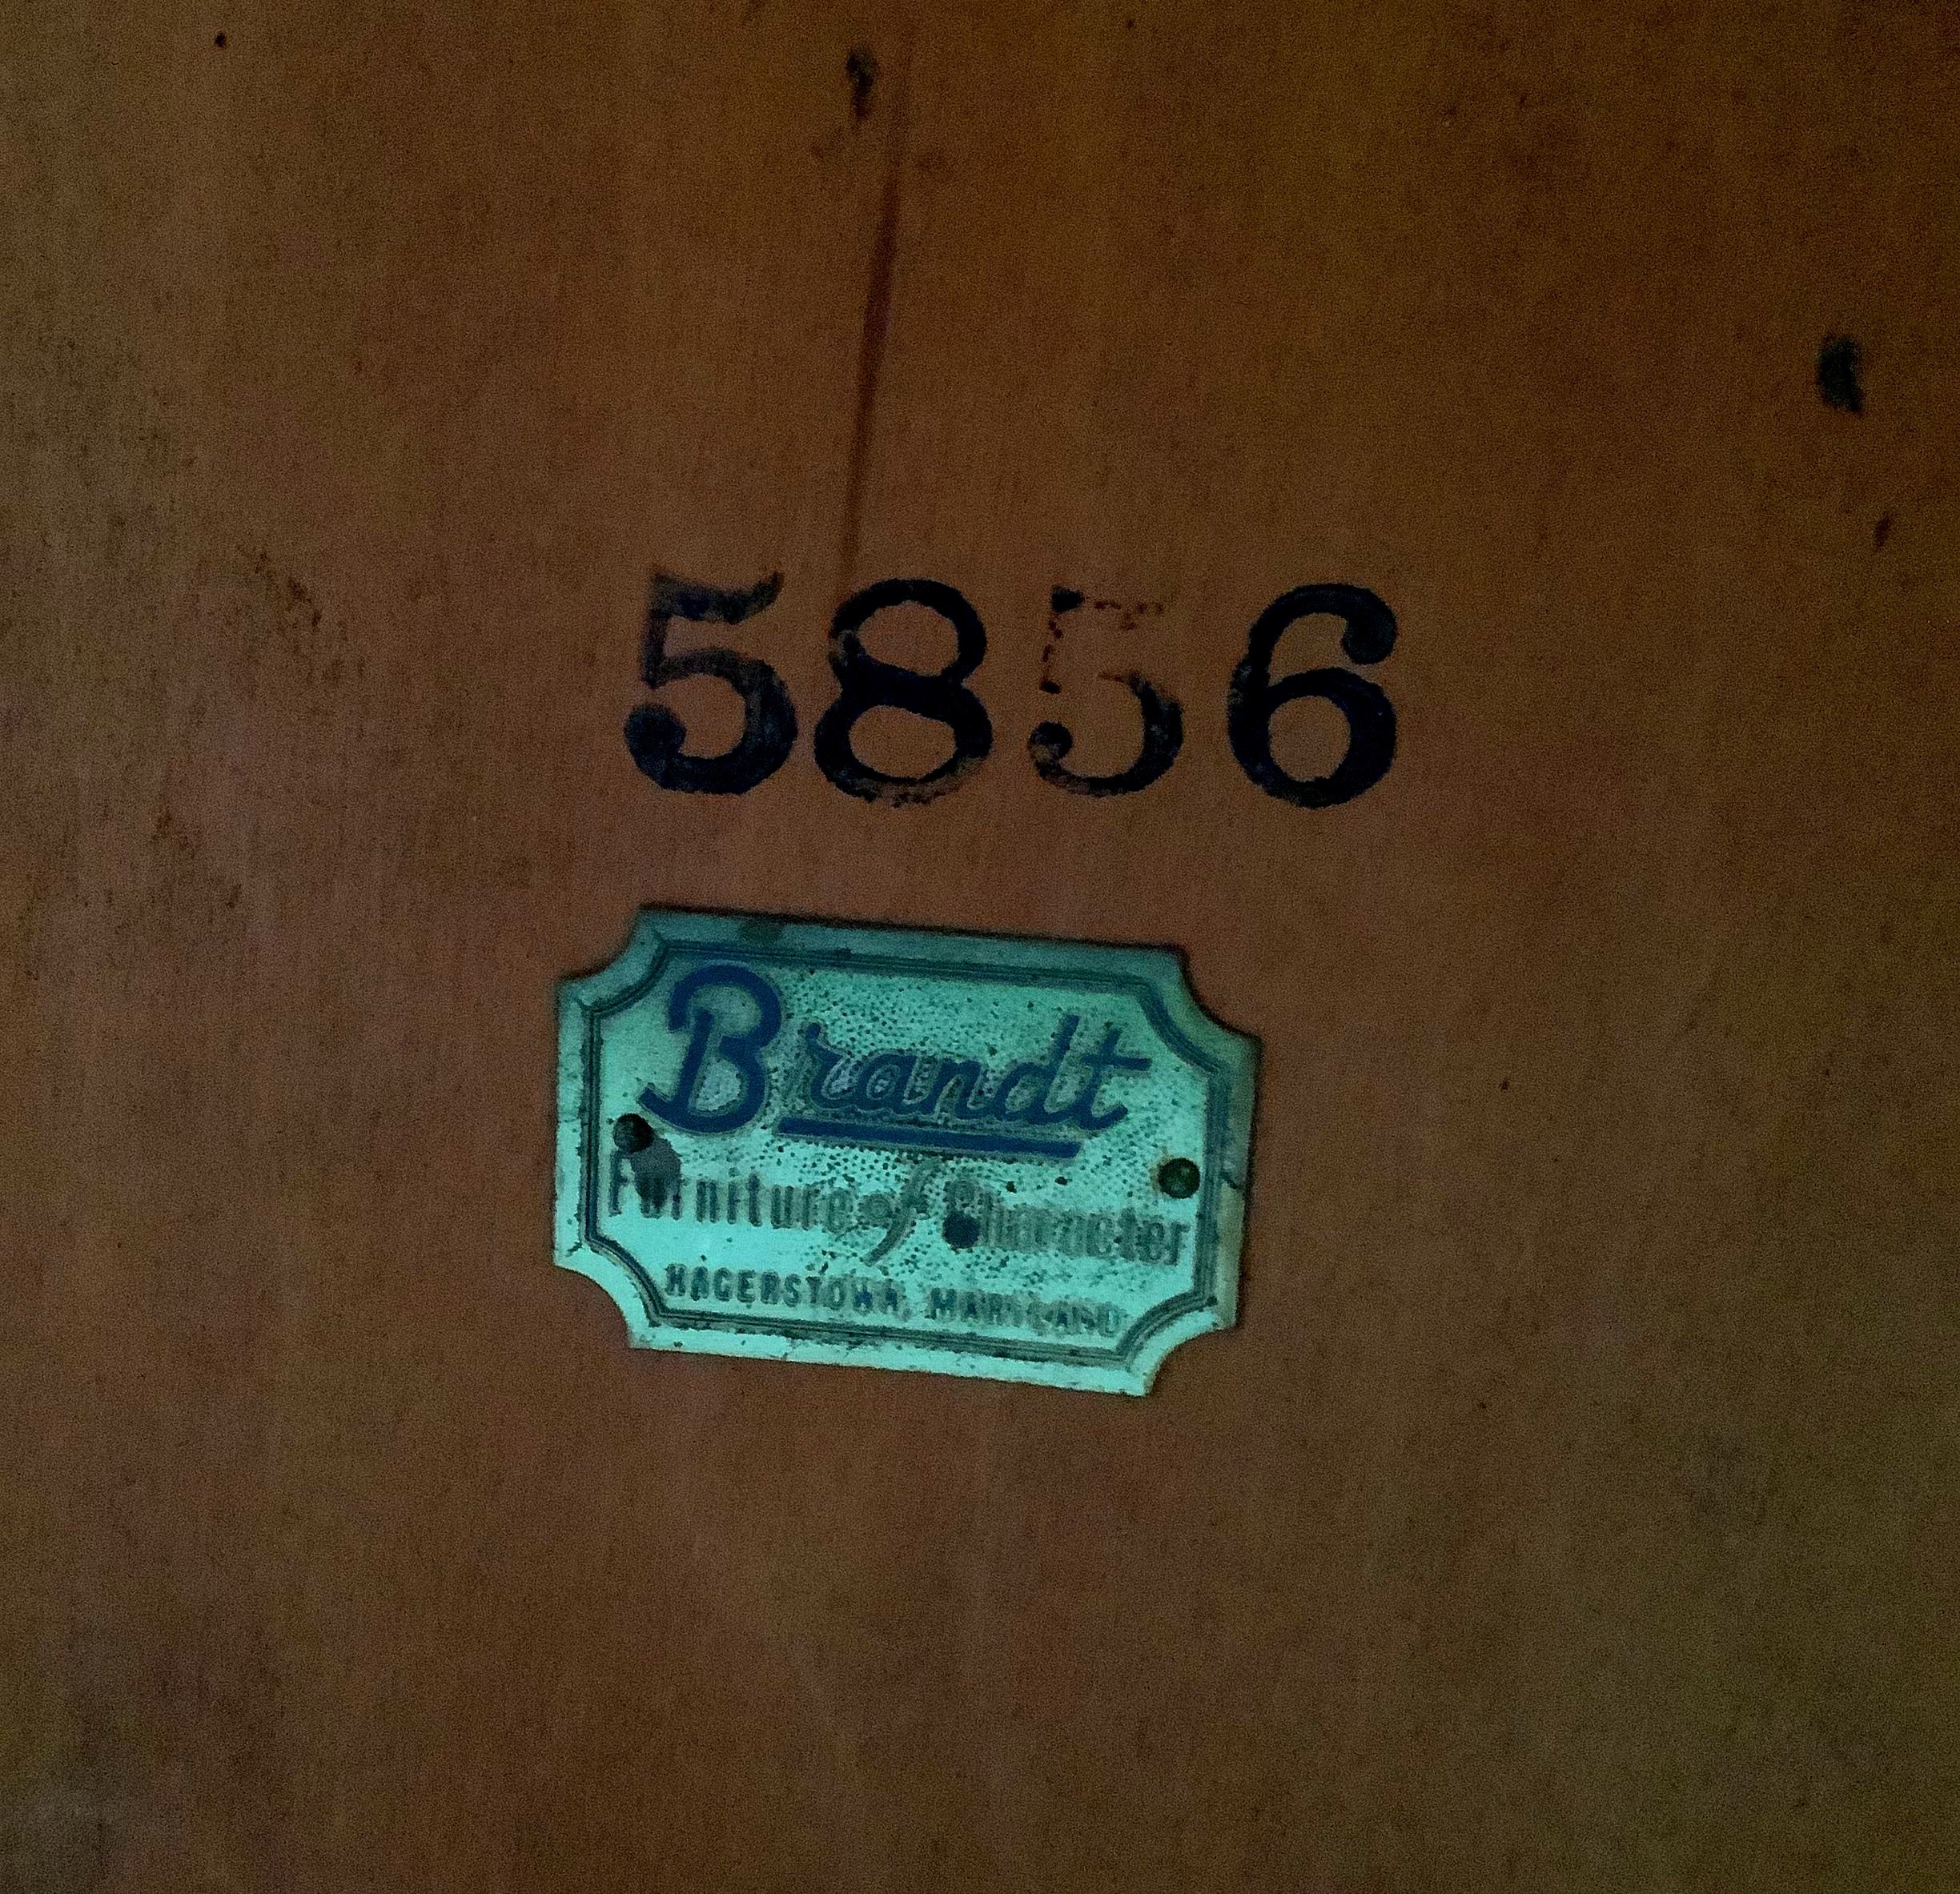 5856
Brandt
Furniture of Character
HAGERSTOWN, MARYLAND